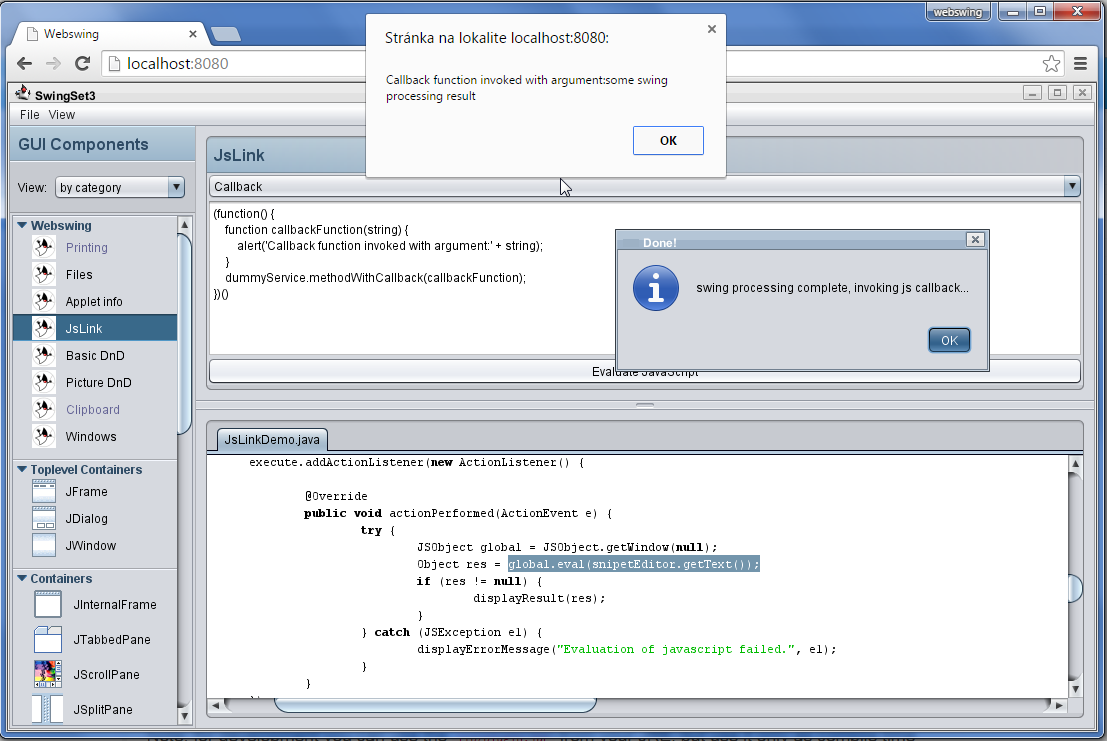 webswing
Webswing
localhost:8080
Stránka na lokalite localhost:8080:
Callback function invoked with argument:some swing
processing result
OK
SwingSet3
File View
GUI Components
View: by category
Webswing
Printing
Files
Applet info
JsLink
Basic DnD
Picture DnD
Clipboard
Windows
Toplevel Containers
JFrame
JDialog
JWindow
Containers
JInternalFrame
JTabbedPane
JScrollPane
JSplitPane
JsLink
Callback
(function() {
function callbackFunction(string) {
alert('Callback function invoked with argument:' + string);
}
dummyService.methodWithCallback(callbackFunction);
})()
Done!
swing processing complete, invoking js callback...
OK
Evaluate JavaScript
JsLinkDemo.java
execute.addActionListener(new ActionListener() {
@Override
public void actionPerformed(ActionEvent e) {
try {
JSObject global = JSObject.getWindow(null);
Object res = global.eval(snipetEditor.getText());
if (res != null) {
displayResult(res);
}
} catch (JSException e1) {
displayErrorMessage("Evaluation of javascript failed.", e1);
}
}